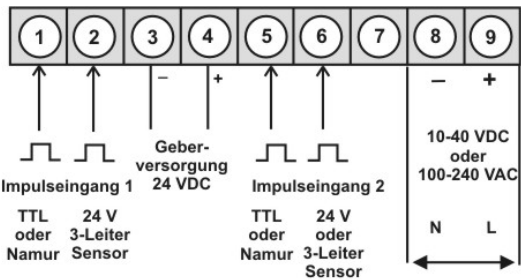 1 2 3 4 5 6 7 8 9
– + – +
Geber-
versorgung
24 VDC
10-40 VDC
oder
100-240 VAC
Impulseingang 1
Impulseingang 2
TTL
oder
Namur
24 V
3-Leiter
Sensor
TTL
oder
Namur
24 V
oder
3-Leiter
Sensor
N L